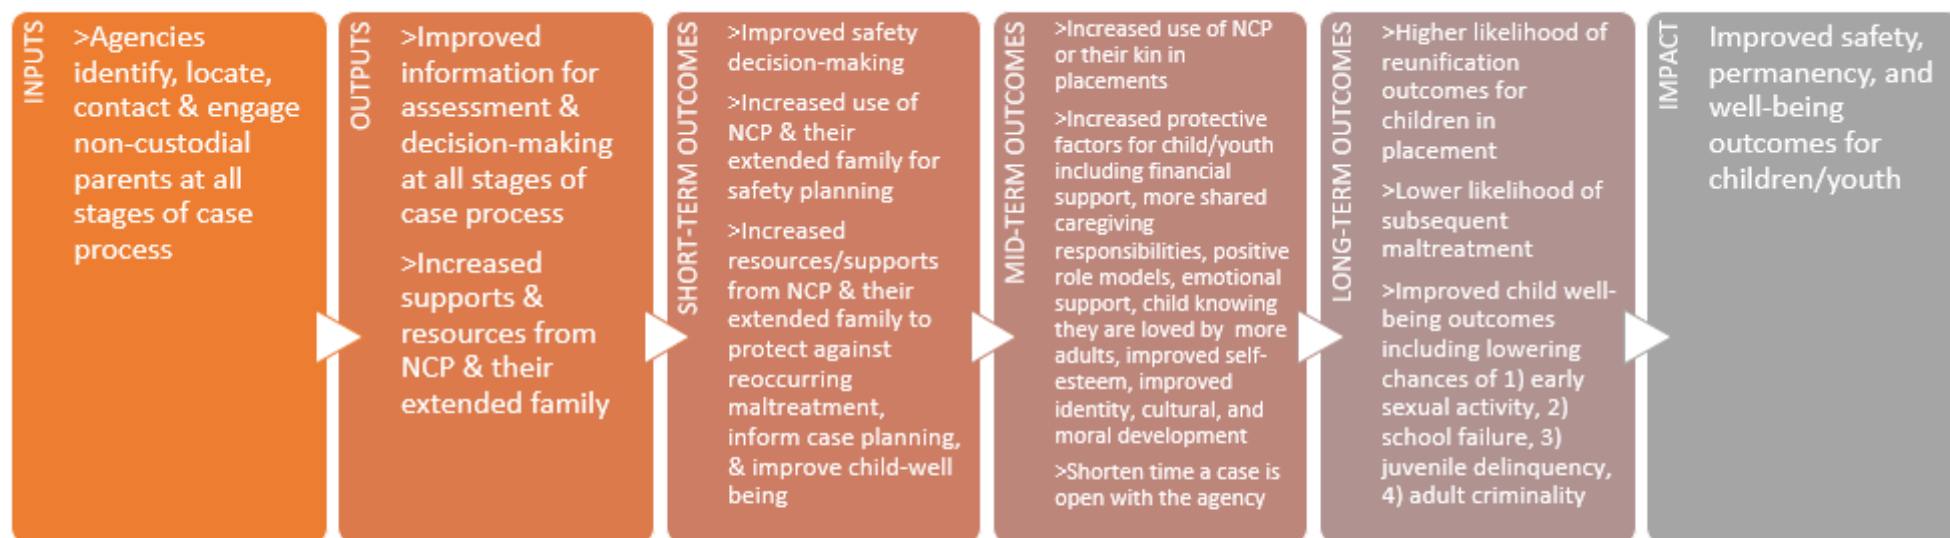 INPUTS
>Agencies
identify, locate,
contact & engage
non-custodial
parents at all
stages of case
process
OUTPUTS
>Improved
information for
assessment &
decision-making
at all stages of
case process
>Increased
supports &
resources from
NCP & their
extended family
SHORT-TERM OUTCOMES
>Improved safety
decision-making
>Increased use of
NCP & their
extended family for
safety planning
>Increased
resources/supports
from NCP & their
extended family to
protect against
reoccurring
maltreatment,
inform case planning,
& improve child-well
being
MID-TERM OUTCOMES
>Increased use of NCP
or their kin in
placements
>Increased protective
factors for child/youth
including financial
support, more shared
caregiving
responsibilities, positive
role models, emotional
support, child knowing
they are loved by  more
adults, improved self-
esteem, improved
identity, cultural, and
moral development
>Shorten time a case is
open with the agency
LONG-TERM OUTCOMES
>Higher likelihood of
reunification
outcomes for
children in
placement
>Lower likelihood of
subsequent
maltreatment
>Improved child well-
being outcomes
including lowering
chances of 1) early
sexual activity, 2)
school failure, 3)
juvenile delinquency,
4) adult criminality
IMPACT
Improved safety,
permanency, and
well-being
outcomes for
children/youth